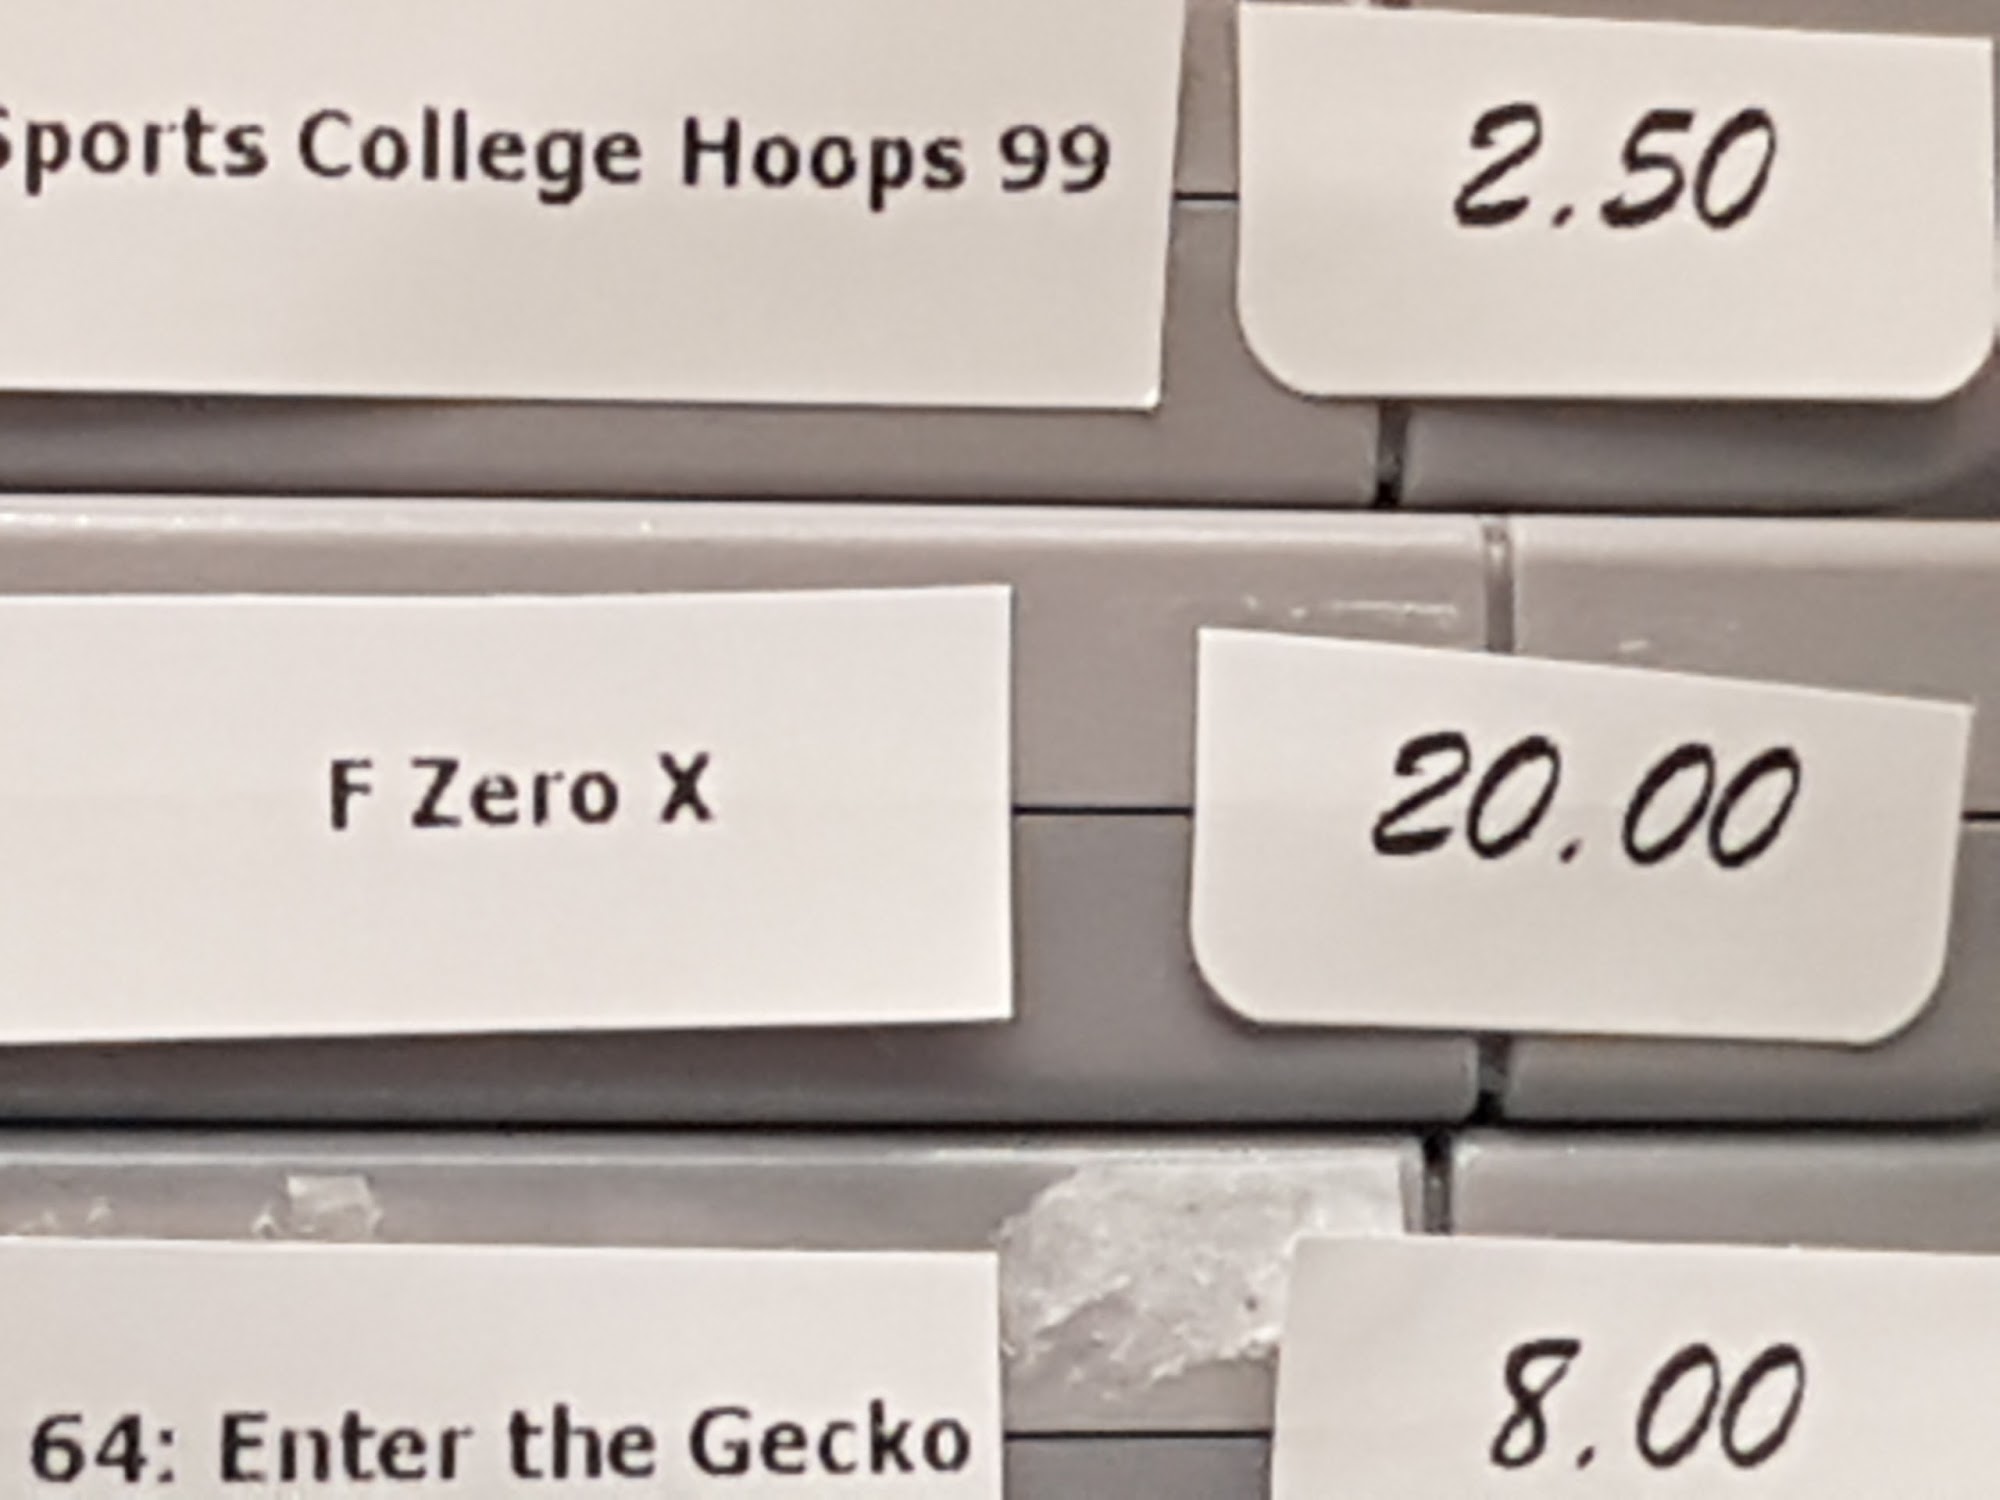 Sports College Hoops 99
2.50
F Zero X
20.00
64: Enter the Gecko
8.00